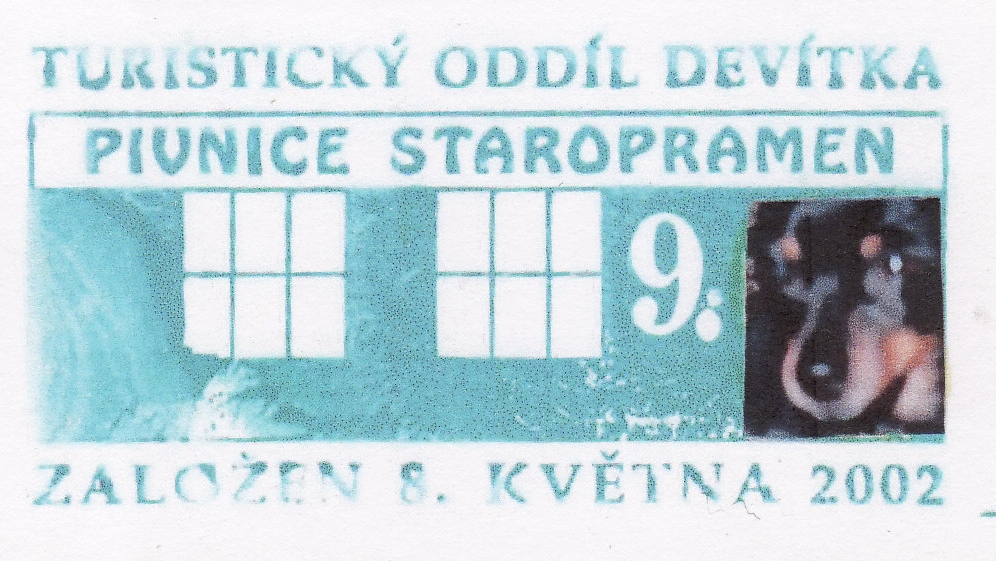 TURISTICKÝ ODDÍL DEVÍTKA
PIVNICE STAROPRAMEN
9.
ZALOŽEN 8. KVĚTNA 2002